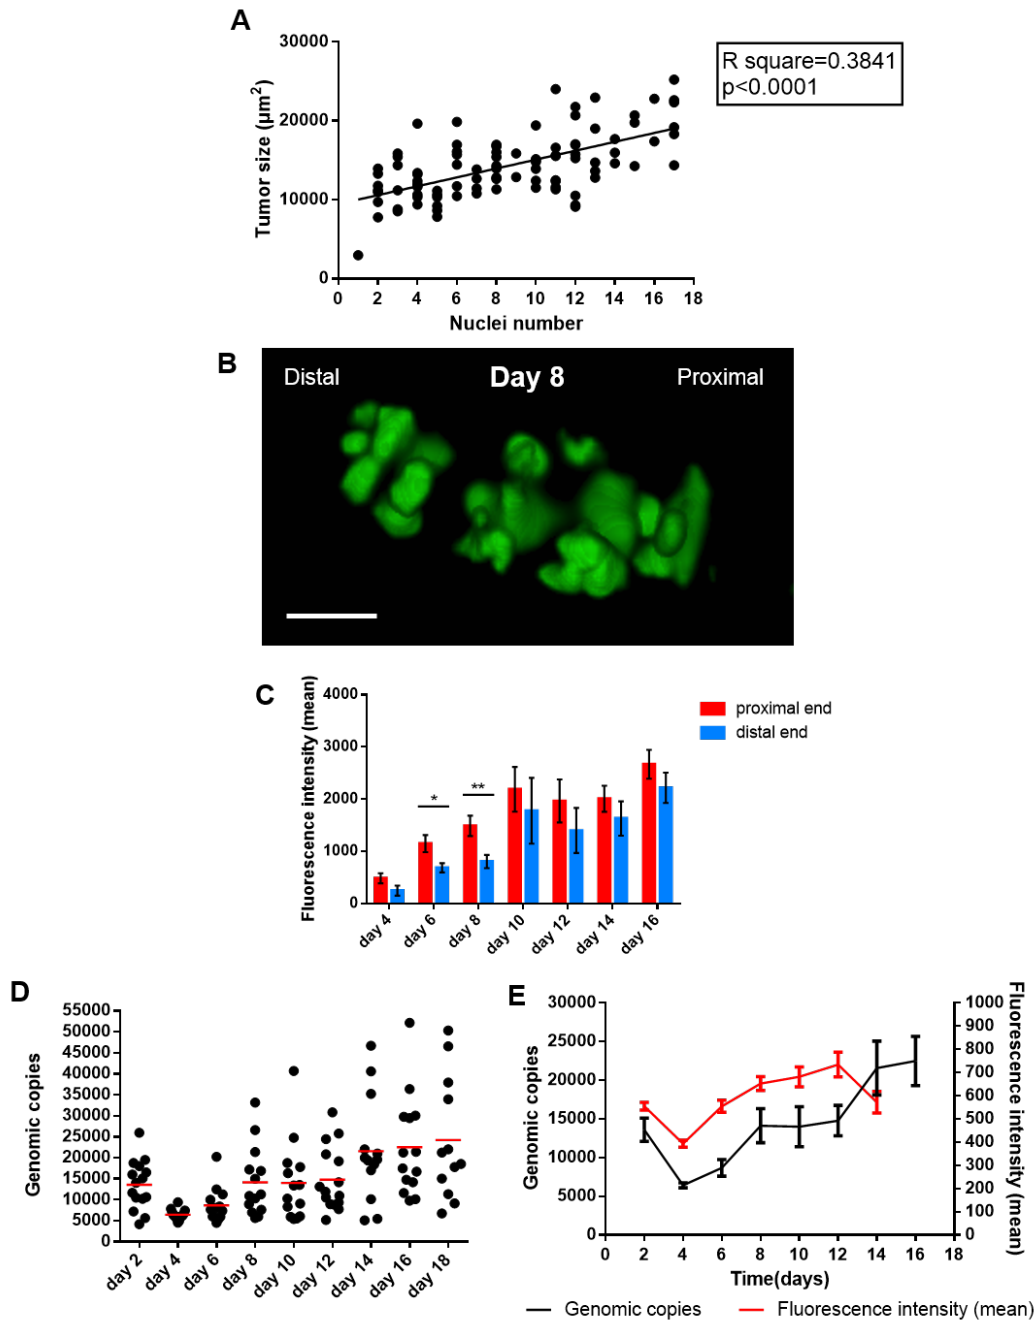 A
30000
20000
10000
0
Tumor size (µm²)
0 2 4 6 8 10 12 14 16 18
Nuclei number
R square=0.3841
p<0.0001
B
Distal
Day 8
Proximal
C
4000
3000
2000
1000
0
Fluorescence intensity (mean)
*
**
day 4 day 6 day 8 day 10 day 12 day 14 day 16
proximal end
distal end
D
55000
50000
45000
40000
35000
30000
25000
20000
15000
10000
5000
0
Genomic copies
day 2 day 4 day 6 day 8 day 10 day 12 day 14 day 16 day 18
E
30000
25000
20000
15000
10000
5000
0
Genomic copies
1000
900
800
700
600
500
400
300
200
100
0
Fluorescence intensity (mean)
0 2 4 6 8 10 12 14 16 18
Time(days)
Genomic copies
Fluorescence intensity (mean)